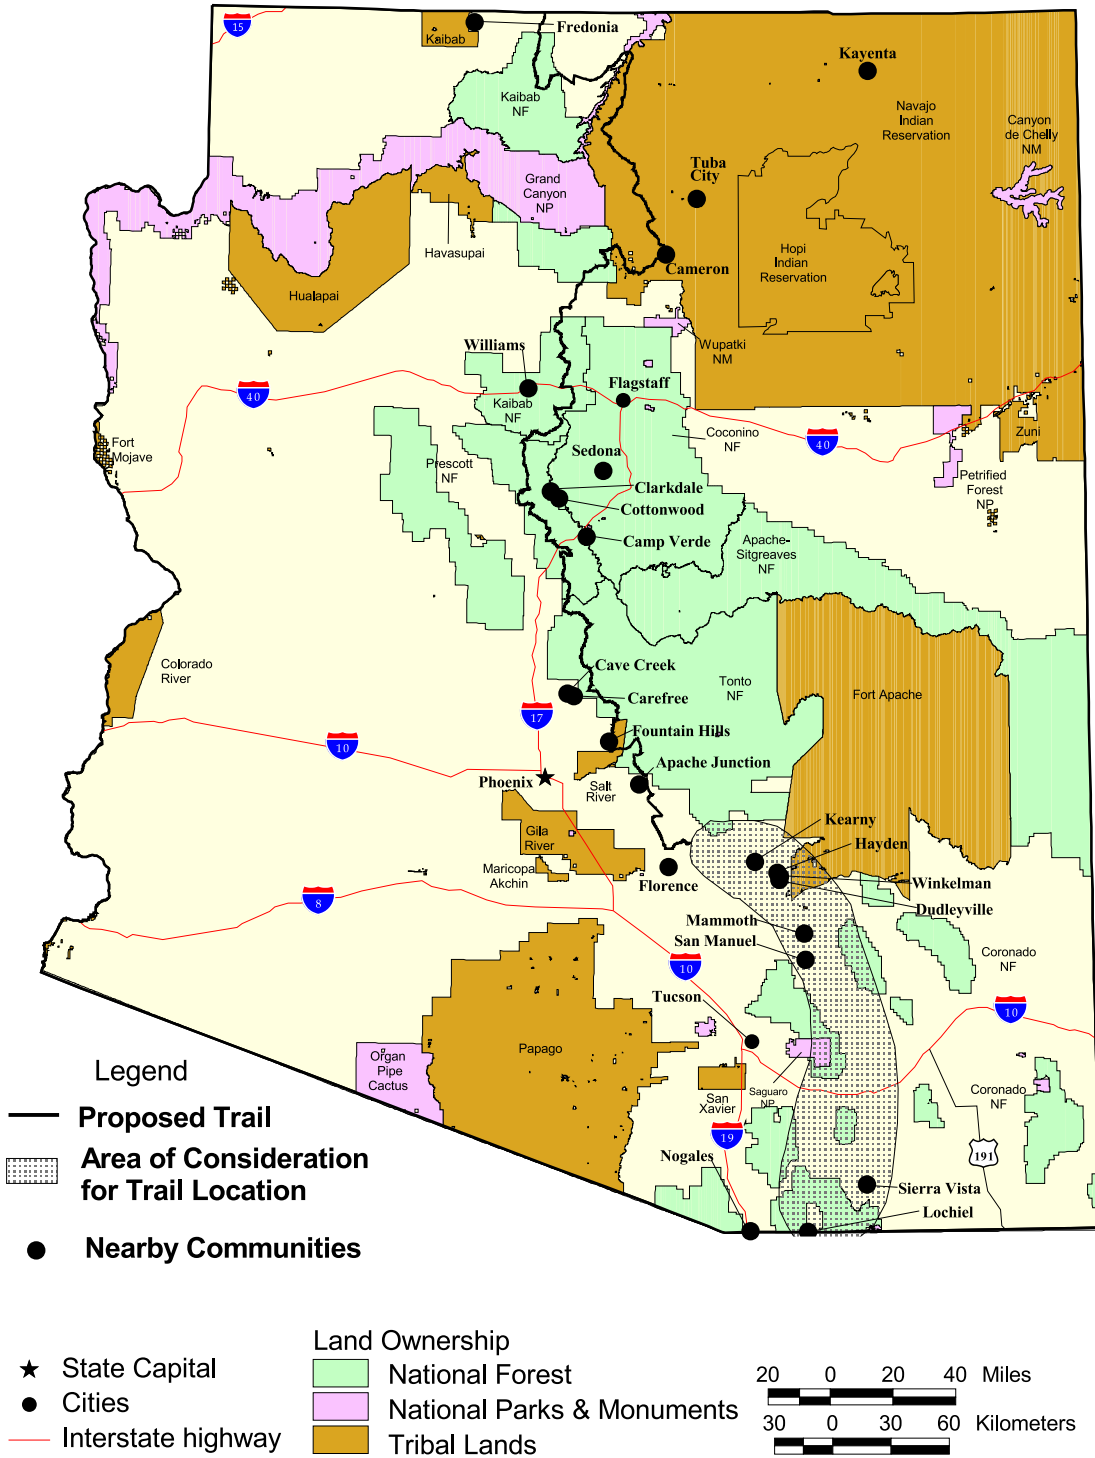 15
Kaibab
Fredonia
Kayenta
Kaibab
NF
Navajo
Indian
Reservation
Canyon
de Chelly
NM
Tuba
City
Grand
Canyon
NP
Havasupai
Hopi
Indian
Reservation
Cameron
Hualapai
Williams
Wupatki
NM
Flagstaff
40
Kaibab
NF
Coconino
NF
40
Zuni
Fort
Mojave
Prescott
NF
Sedona
Petrified
Forest
NP
Clarkdale
Cottonwood
Camp Verde
Apache-
Sitgreaves
NF
Colorado
River
Cave Creek
Carefree
Tonto
NF
Fort Apache
17
Fountain Hills
10
Apache Junction
Phoenix
Salt
River
Kearny
Gila
River
Hayden
Maricopa
Akchin
Florence
Winkelman
8
Dudleyville
Mammoth
San Manuel
Coronado
NF
10
Tucson
10
Papago
Organ
Pipe
Cactus
Saguaro
NP
San
Xavier
Coronado
NF
19
191
Nogales
Sierra Vista
Lochiel
Legend
Proposed Trail
Area of Consideration
for Trail Location
Nearby Communities
State Capital
Cities
Interstate highway
Land Ownership
National Forest
National Parks & Monuments
Tribal Lands
20 0 20 40 Miles
30 0 30 60 Kilometers